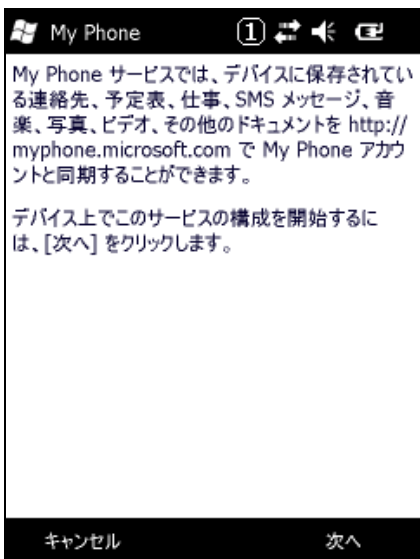 My Phone
My Phone サービスでは、デバイスに保存されてい
る連絡先、予定表、仕事、SMS メッセージ、音
楽、写真、ビデオ、その他のドキュメントを http://
myphone.microsoft.com で My Phone アカウ
ントと同期することができます。
デバイス上でこのサービスの構成を開始するに
は、[次へ] をクリックします。
キャンセル 次へ